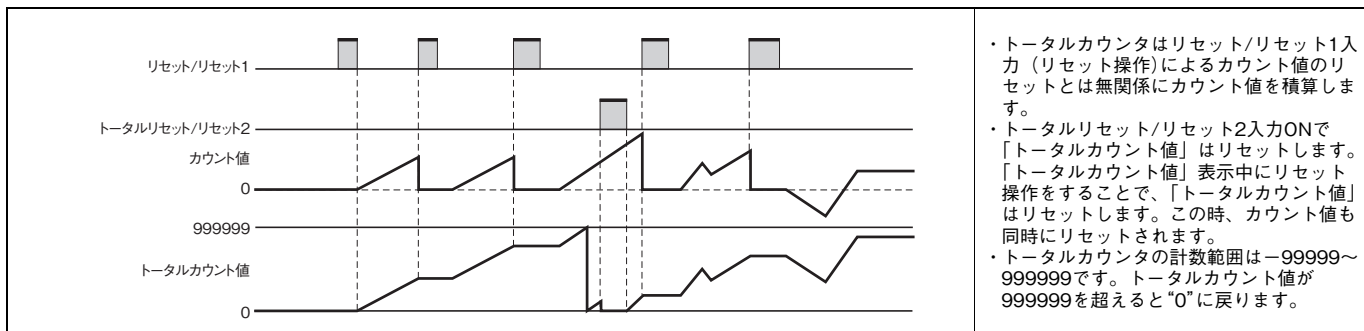 リセット/リセット1
トータルリセット/リセット2
カウント値
0
999999
トータルカウント値
0
・トータルカウンタはリセット/リセット1入
力（リセット操作)によるカウント値のリ
セットとは無関係にカウント値を積算しま
す。
・トータルリセット/リセット2入力ONで
「トータルカウント値」はリセットします。
「トータルカウント値」表示中にリセット
操作をすることで、「トータルカウント値」
はリセットします。この時、カウント値も
同時にリセットされます。
・トータルカウンタの計数範囲は－99999～
999999です。トータルカウント値が
999999を超えると“0”に戻ります。